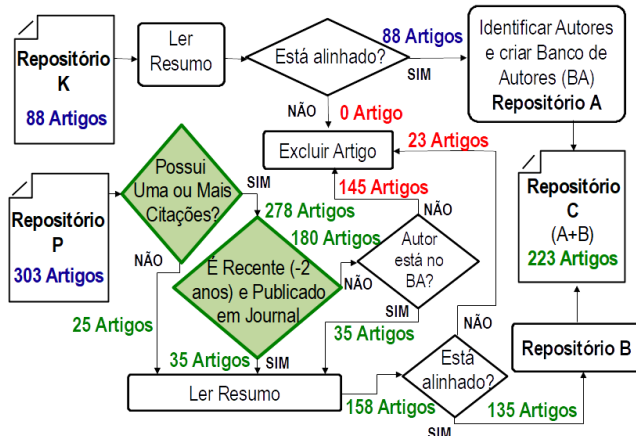 Repositório
K
88 Artigos
Ler
Resumo
Está alinhado?
88 Artigos
SIM
NÃO
0 Artigo
Identificar Autores
e criar Banco de
Autores (BA)
Repositório A
Excluir Artigo
23 Artigos
145 Artigos
Repositório
P
303 Artigos
Possui
Uma ou Mais
Citações?
SIM
278 Artigos
NÃO
25 Artigos
É Recente (-2
anos) e Publicado
em Journal
180 Artigos
NÃO
SIM
35 Artigos
Autor
está no
BA?
NÃO
SIM
35 Artigos
Repositório
C
(A+B)
223 Artigos
Ler Resumo
158 Artigos
Está
alinhado?
NÃO
SIM
135 Artigos
Repositório B